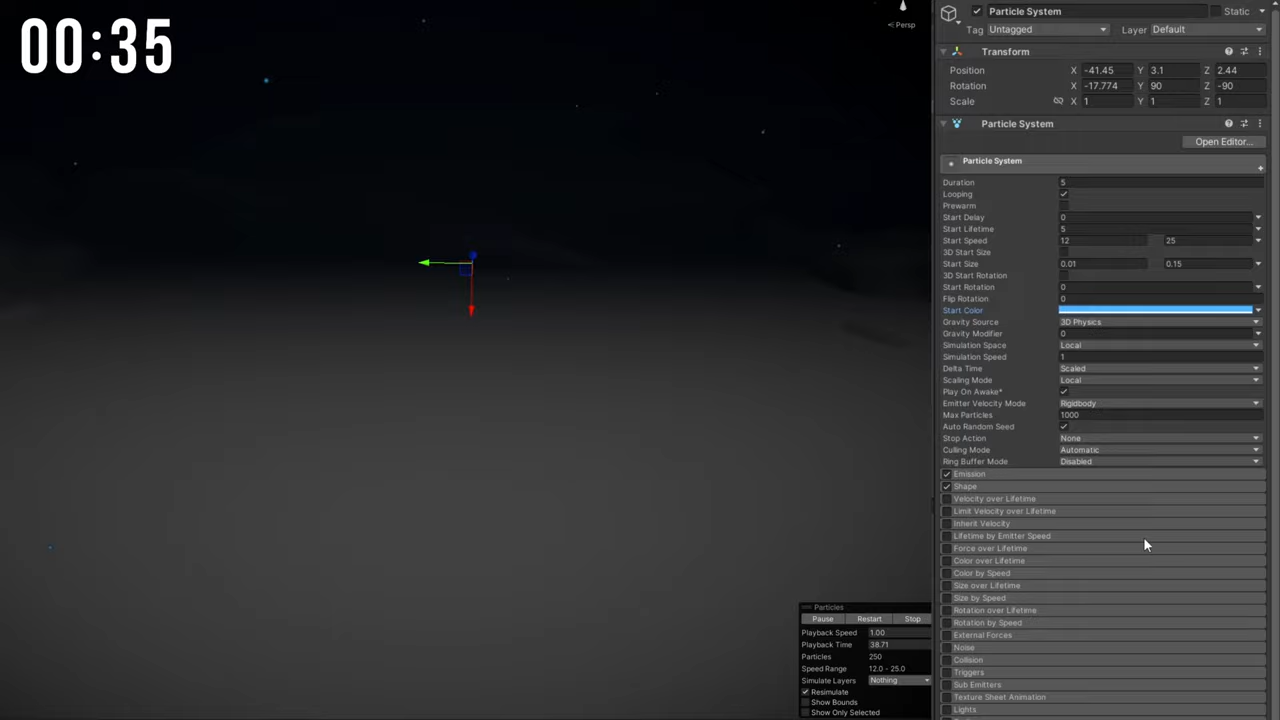 00:35
Persp
Particle System
Static
Tag Untagged Layer Default
Transform
Position X -41.45 Y 3.1 Z 2.44
Rotation X -17.774 Y 90 Z -90
Scale X 1 Y 1 Z 1
Particle System
Open Editor...
Particle System
Duration 5
Looping
Prewarm
Start Delay 0
Start Lifetime 5
Start Speed 12 25
3D Start Size
Start Size 0.01 0.15
3D Start Rotation
Start Rotation 0
Flip Rotation 0
Start Color
Gravity Source 3D Physics
Gravity Modifier 0
Simulation Space Local
Simulation Speed 1
Delta Time Scaled
Scaling Mode Local
Play On Awake*
Emitter Velocity Mode Rigidbody
Max Particles 1000
Auto Random Seed
Stop Action None
Culling Mode Automatic
Ring Buffer Mode Disabled
Emission
Shape
Velocity over Lifetime
Limit Velocity over Lifetime
Inherit Velocity
Lifetime by Emitter Speed
Force over Lifetime
Color over Lifetime
Color by Speed
Size over Lifetime
Size by Speed
Rotation over Lifetime
Rotation by Speed
External Forces
Noise
Collision
Triggers
Sub Emitters
Texture Sheet Animation
Lights
Particles
Pause Restart Stop
Playback Speed 1.00
Playback Time 38.71
Particles 250
Speed Range 12.0 - 25.0
Simulate Layers Nothing
Resimulate
Show Bounds
Show Only Selected